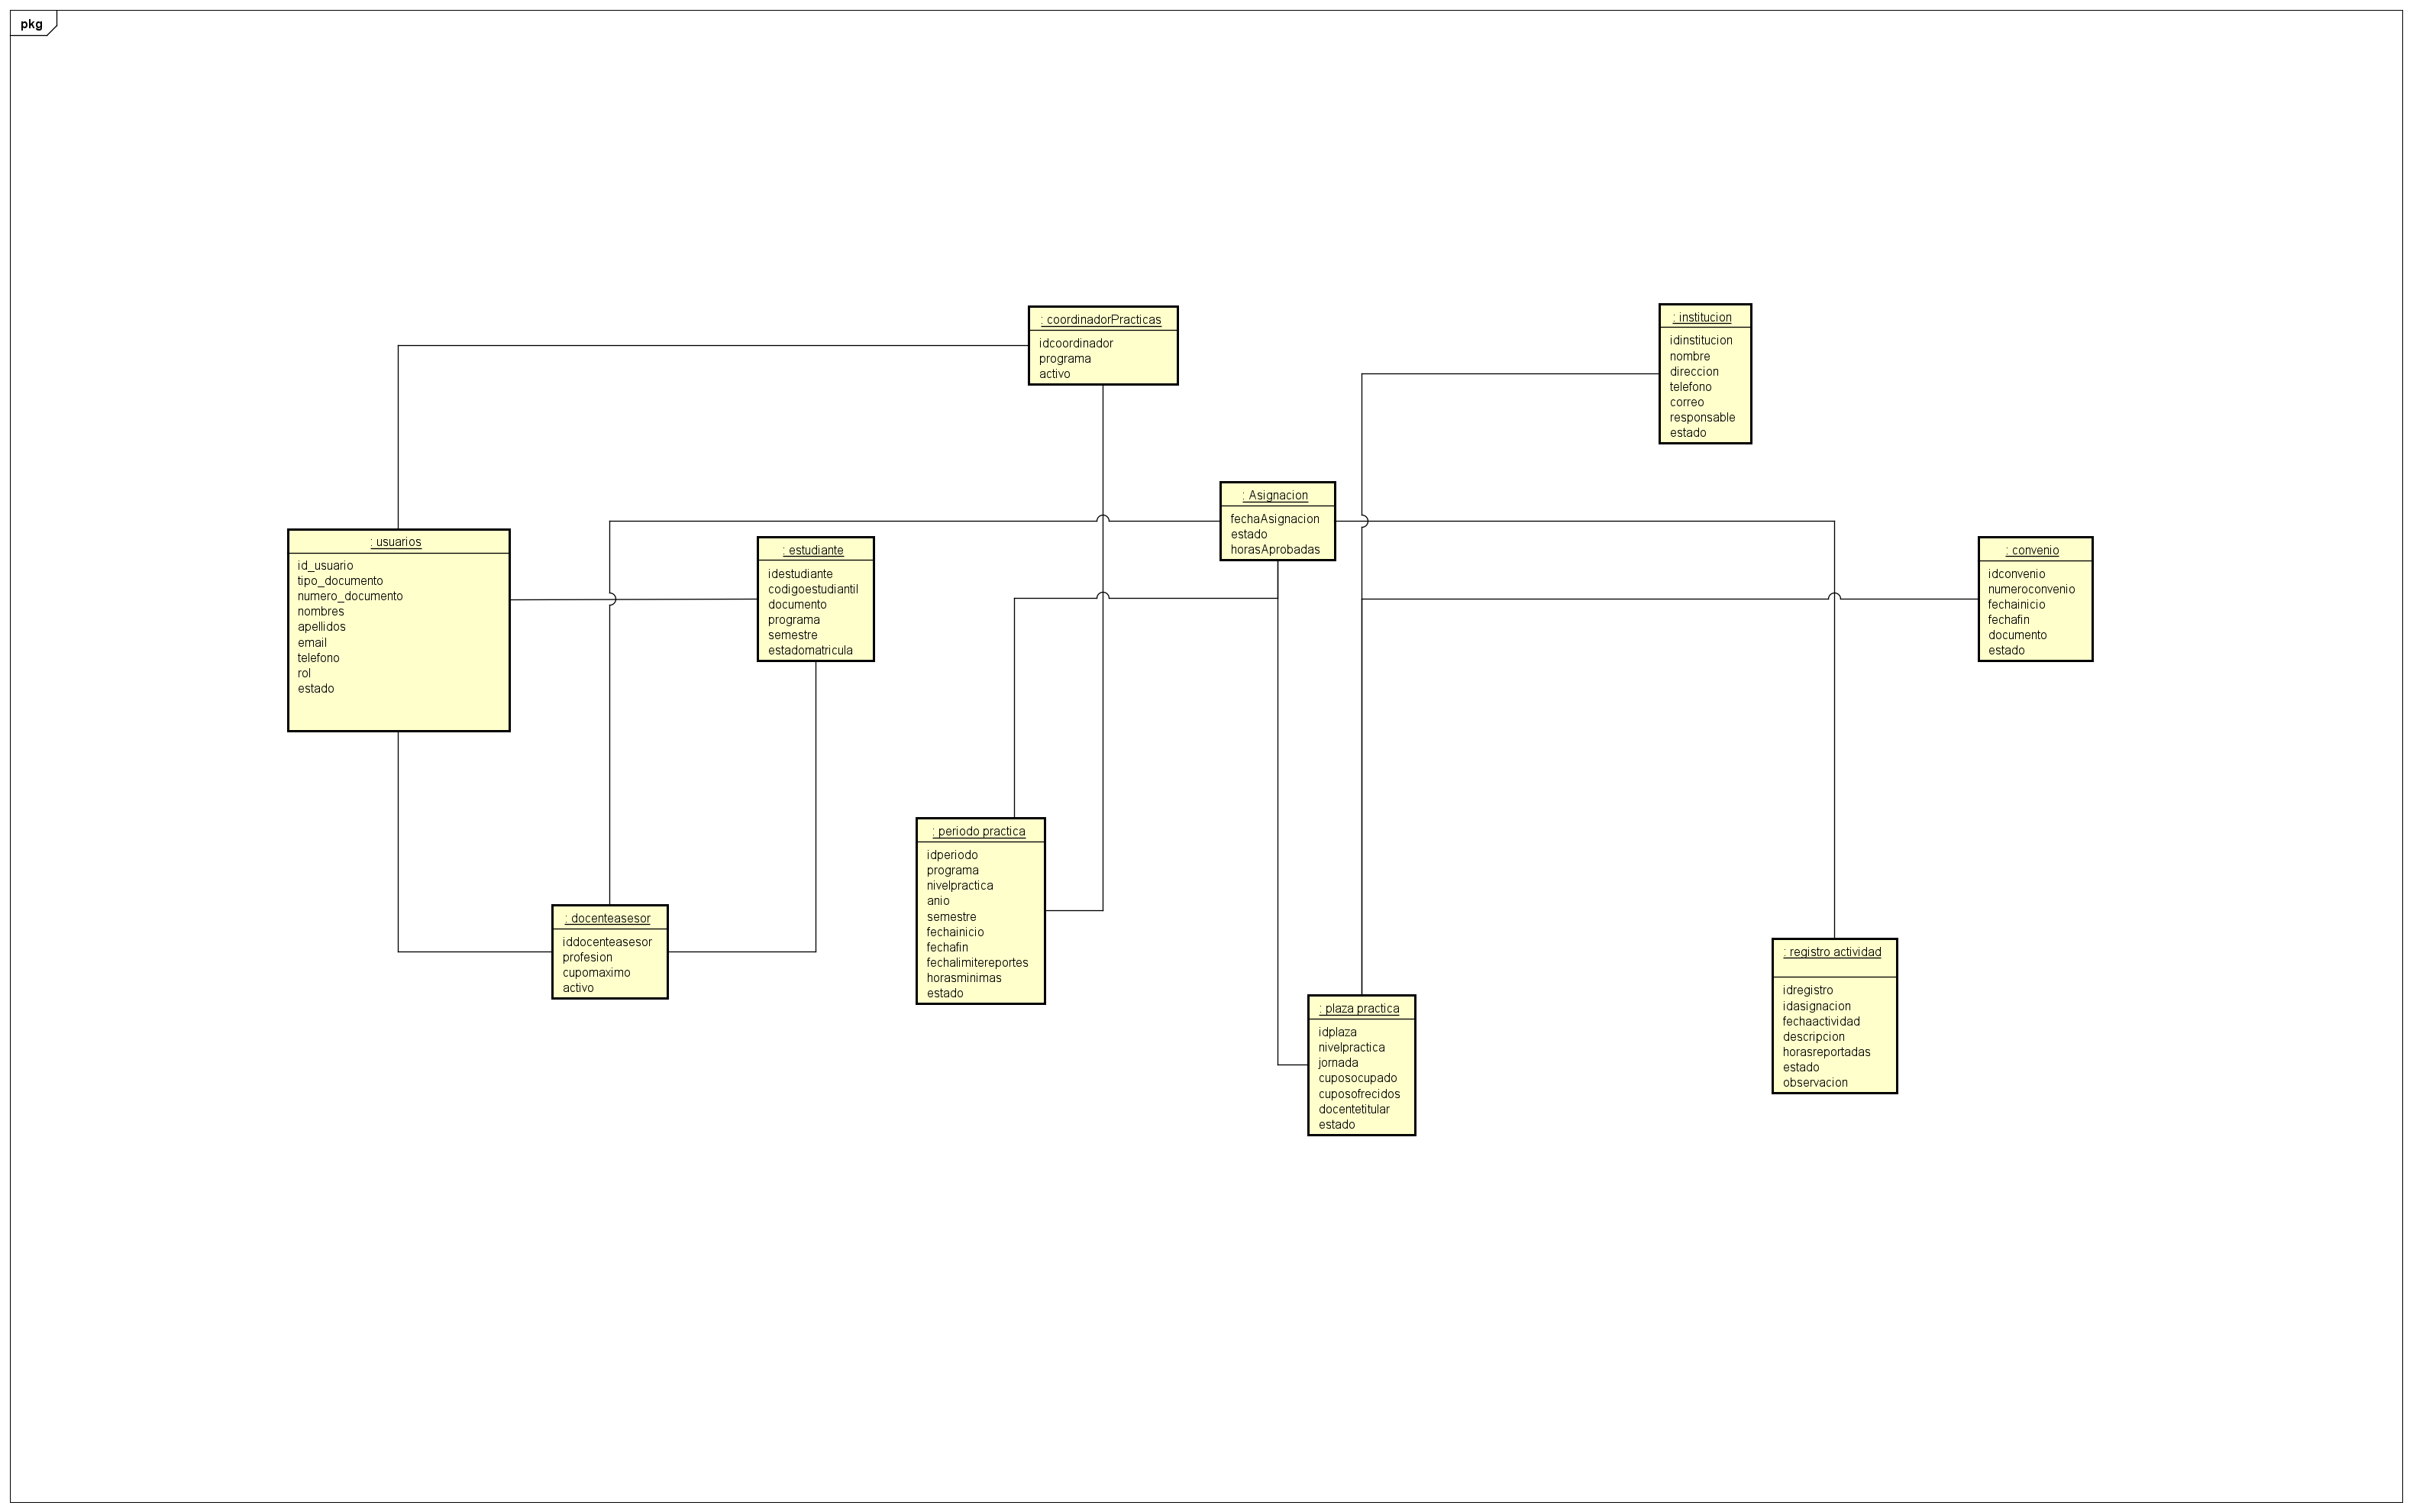 pkg
: coordinadorPracticas
idcoordinador
programa
activo
: institucion
idinstitucion
nombre
direccion
telefono
correo
responsable
estado
: Asignacion
fechaAsignacion
estado
horasAprobadas
: usuarios
id_usuario
tipo_documento
numero_documento
nombres
apellidos
email
telefono
rol
estado
: estudiante
idestudiante
codigoestudiantil
documento
programa
semestre
estadomatricula
: convenio
idconvenio
numeroconvenio
fechainicio
fechafin
documento
estado
: periodo practica
idperiodo
programa
nivelpractica
anio
semestre
fechainicio
fechafin
fechalimitereportes
horasminimas
estado
: docenteasesor
iddocenteasesor
profesion
cupomaximo
activo
: registro actividad
idregistro
idasignacion
fechaactividad
descripcion
horasreportadas
estado
observacion
: plaza practica
idplaza
nivelpractica
jornada
cuposocupado
cuposofrecidos
docentetitular
estado